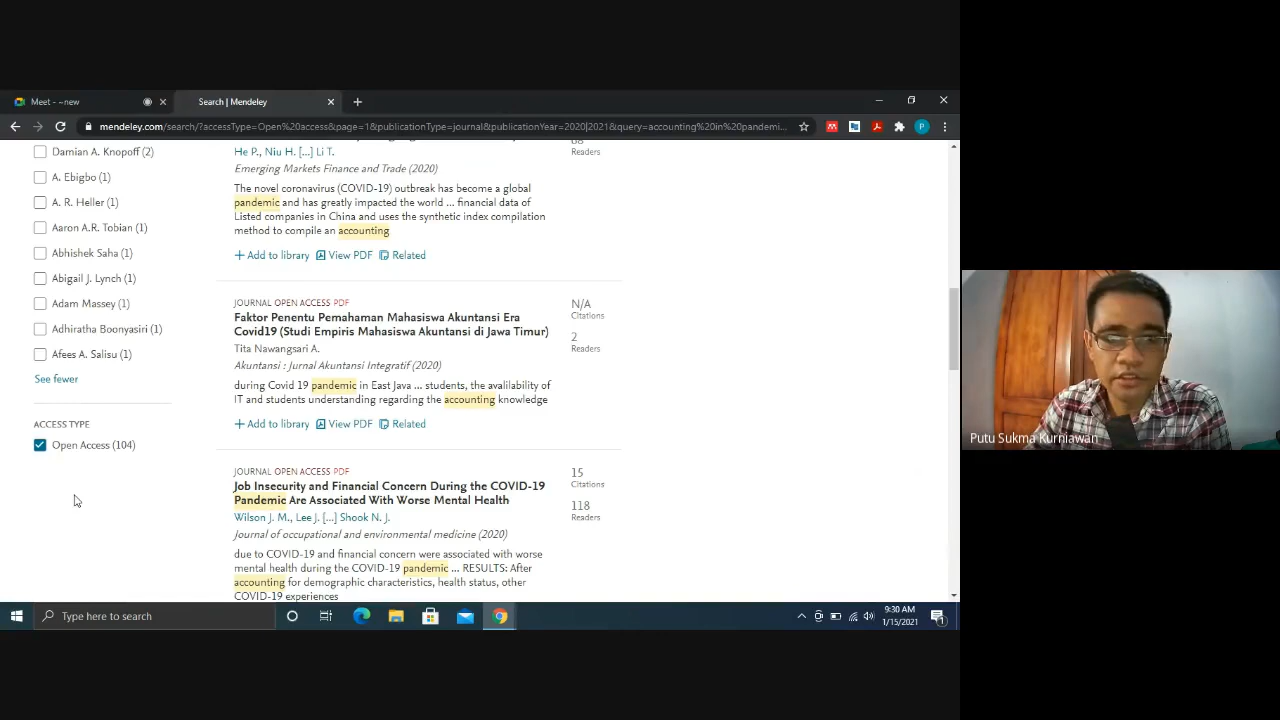 Meet - ~new
Search | Mendeley
mendeley.com/search/?accessType=Open%20access&page=1&publicationType=journal&publicationYear=2020|2021&query=accounting%20in%20pandemi...
P
Damian A. Knopoff (2)
A. Ebigbo (1)
A. R. Heller (1)
Aaron A.R. Tobian (1)
Abhishek Saha (1)
Abigail J. Lynch (1)
Adam Massey (1)
Adhiratha Boonyasiri (1)
Afees A. Salisu (1)
See fewer
ACCESS TYPE
Open Access (104)
He P., Niu H. [...] Li T.
Emerging Markets Finance and Trade (2020)
The novel coronavirus (COVID-19) outbreak has become a global
pandemic and has greatly impacted the world ... financial data of
Listed companies in China and uses the synthetic index compilation
method to compile an accounting
Add to library View PDF Related
Readers
JOURNAL OPEN ACCESS PDF
Faktor Penentu Pemahaman Mahasiswa Akuntansi Era
Covid19 (Studi Empiris Mahasiswa Akuntansi di Jawa Timur)
Tita Nawangsari A.
Akuntansi : Jurnal Akuntansi Integratif (2020)
during Covid 19 pandemic in East Java ... students, the availalability of
IT and students understanding regarding the accounting knowledge
Add to library View PDF Related
N/A
Citations
2
Readers
JOURNAL OPEN ACCESS PDF
Job Insecurity and Financial Concern During the COVID-19
Pandemic Are Associated With Worse Mental Health
Wilson J. M., Lee J. [...] Shook N. J.
Journal of occupational and environmental medicine (2020)
due to COVID-19 and financial concern were associated with worse
mental health during the COVID-19 pandemic ... RESULTS: After
accounting for demographic characteristics, health status, other
COVID-19 experiences
15
Citations
118
Readers
Putu Sukma Kurniawan
Type here to search
9:30 AM
1/15/2021
1